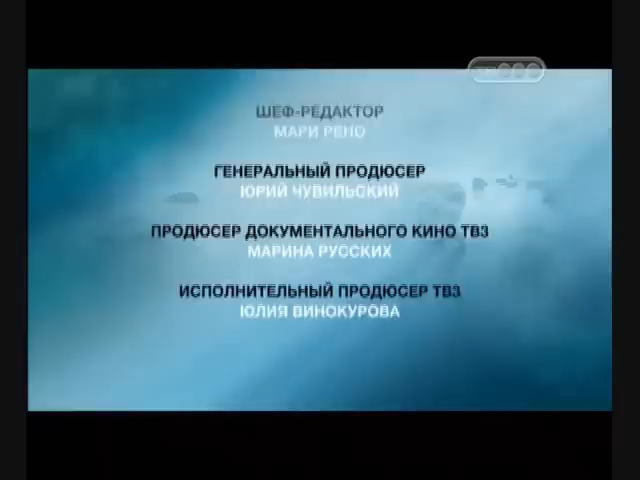 ШЕФ-РЕДАКТОР
МАРИ РЕНО
ГЕНЕРАЛЬНЫЙ ПРОДЮСЕР
ЮРИЙ ЧУВИЛЬСКИЙ
ПРОДЮСЕР ДОКУМЕНТАЛЬНОГО КИНО ТВ3
МАРИНА РУССКИХ
ИСПОЛНИТЕЛЬНЫЙ ПРОДЮСЕР ТВ3
ЮЛИЯ ВИНОКУРОВА